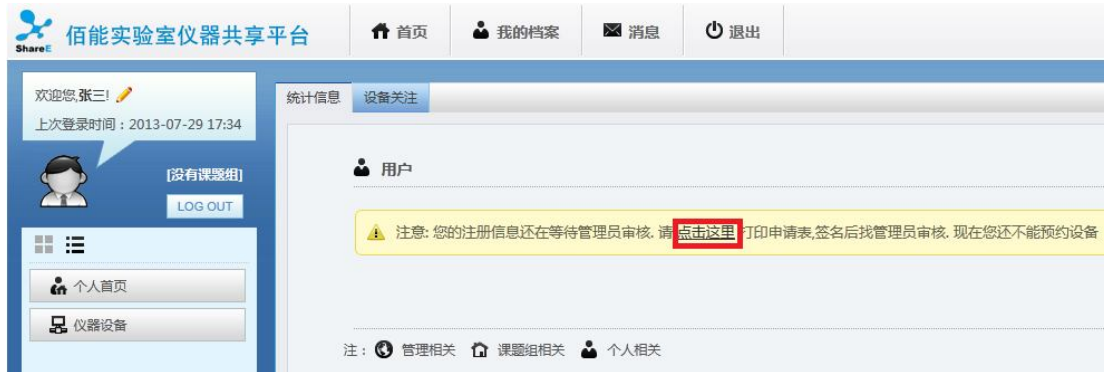 ShareE 佰能实验室仪器共享平台 首页 我的档案 消息 退出
欢迎您,张三!
上次登录时间：2013-07-29 17:34
[没有课题组]
LOG OUT
个人首页
仪器设备
统计信息 设备关注
用户
注意: 您的注册信息还在等待管理员审核. 请 点击这里 打印申请表,签名后找管理员审核. 现在您还不能预约设备
注： 管理相关 课题组相关 个人相关